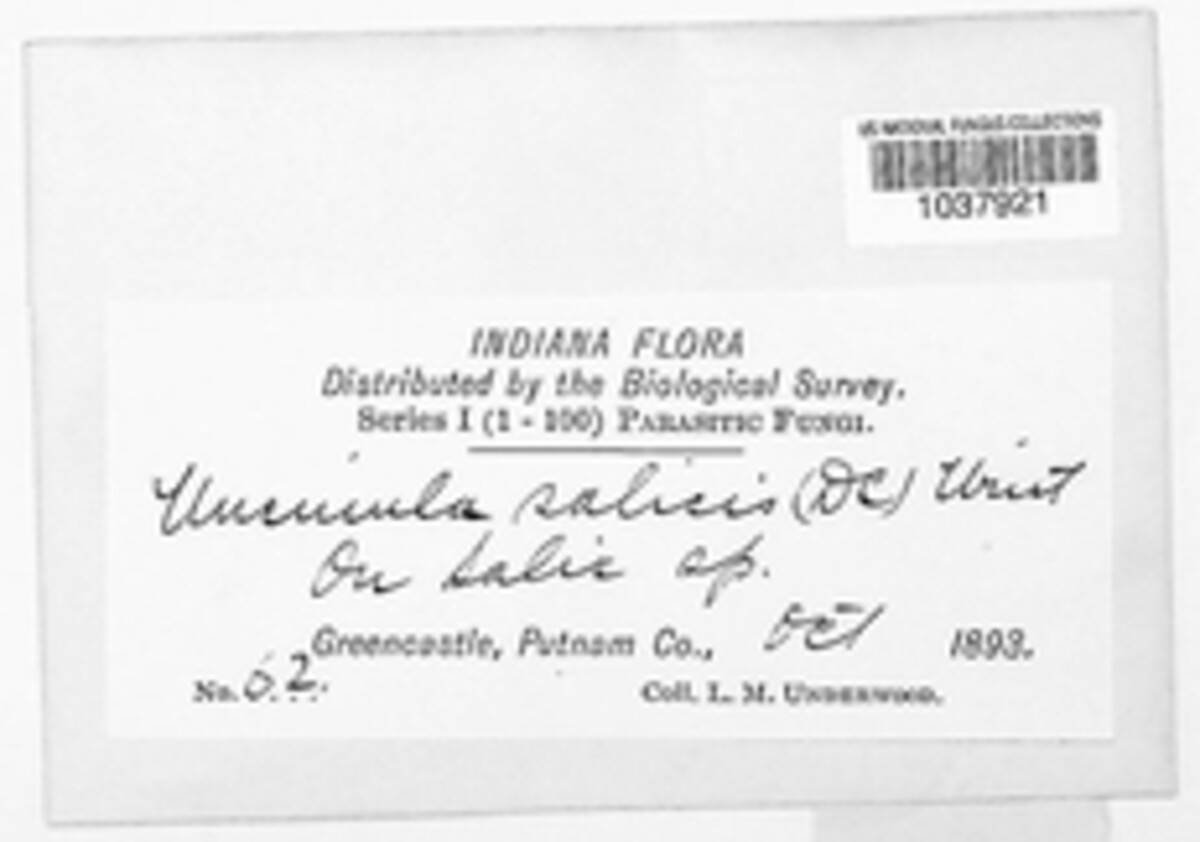 US NATIONAL FUNGUS COLLECTIONS
1037921
INDIANA FLORA
Distributed by the Biological Survey.
Series I (1 - 100) PARASITIC FUNGI.
Uncinula salicis (DC) Wint
On Salix sp.
Greencastle, Putnam Co., Oct 1893.
No. 62. Coll. L. M. UNDERWOOD.